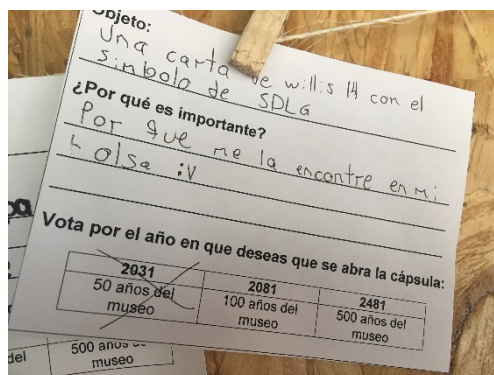 Objeto:
Una carta de willis 14 con el
simbolo de SDLG
¿Por qué es importante?
Por que me la encontre en mi
bolsa :v
Vota por el año en que deseas que se abra la cápsula:
2031 2081 2481
50 años del museo 100 años del museo 500 años del museo
500 años
del museo